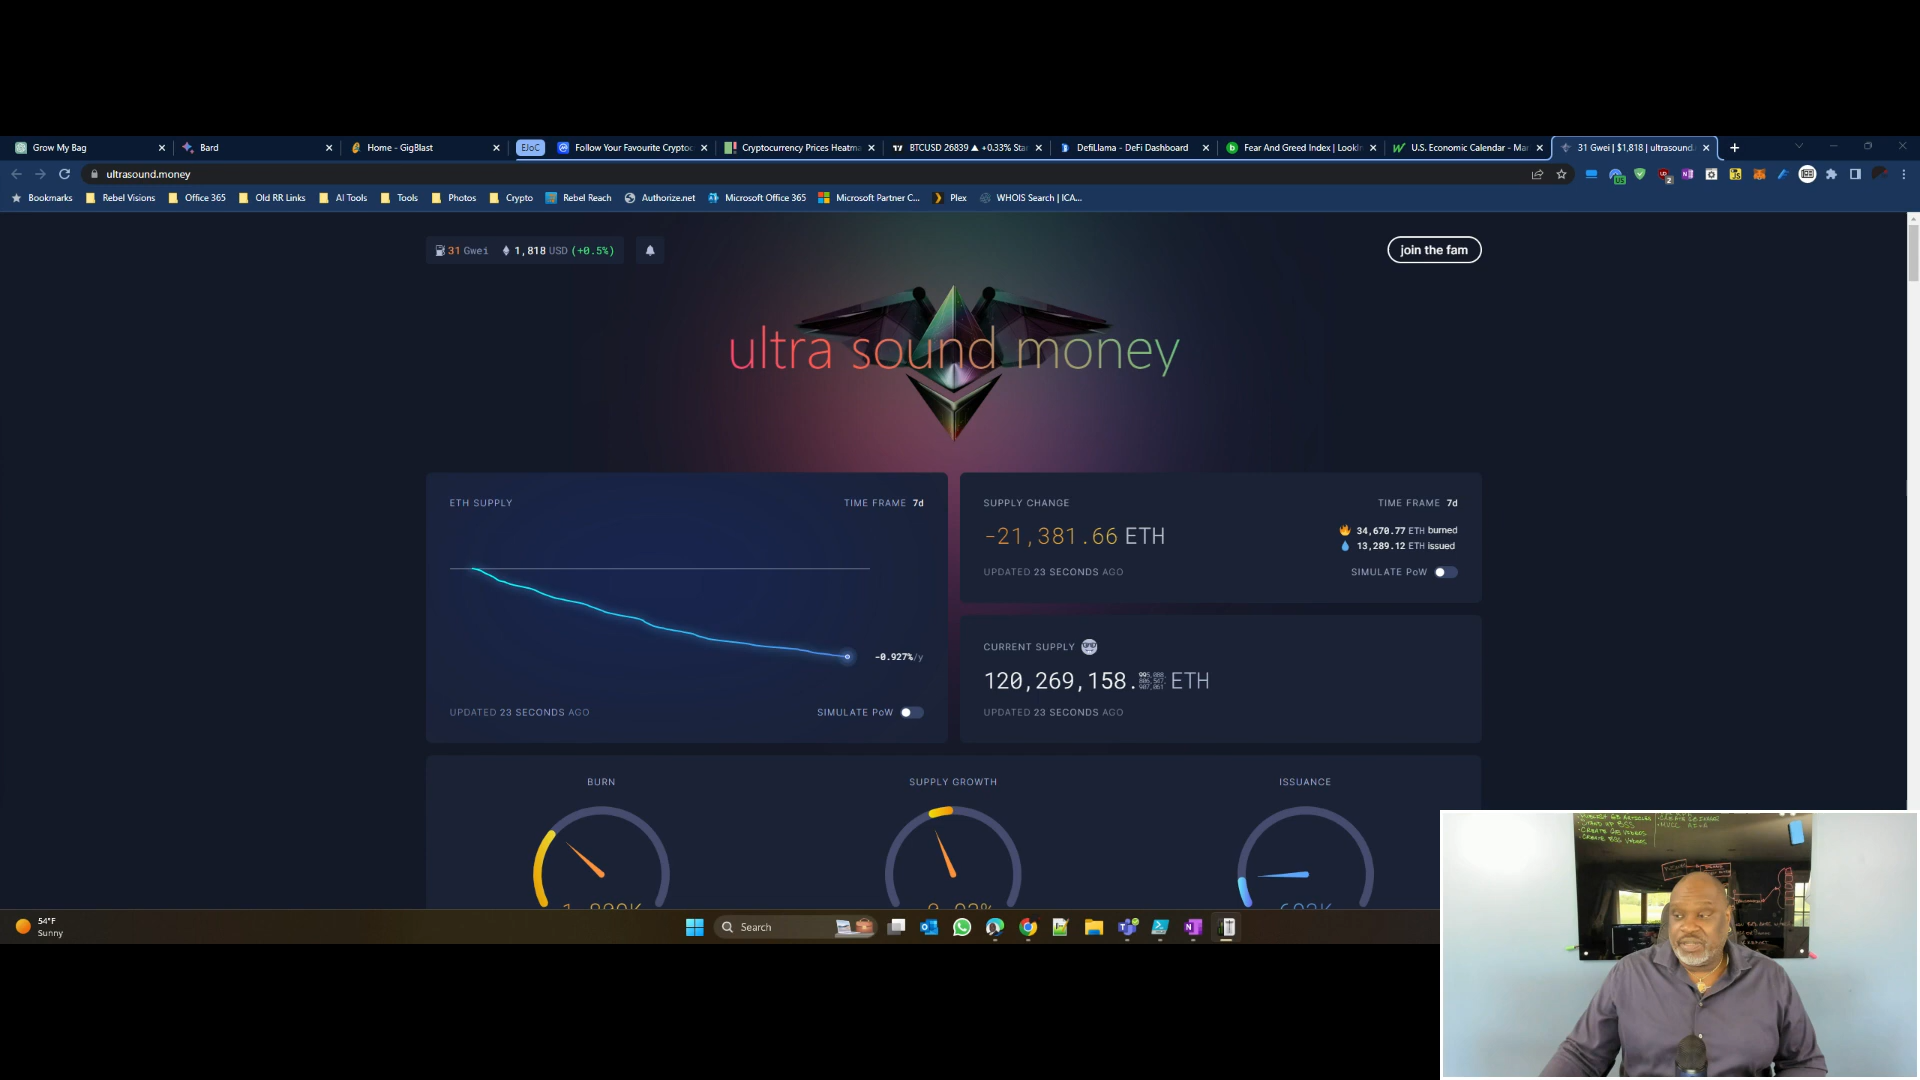 Grow My Bag
Bard
Home - GigBlast
EJoC
Follow Your Favourite Cryptoc
Cryptocurrency Prices Heatma
BTCUSD 26839 ▲ +0.33% Star
DefiLlama - DeFi Dashboard
Fear And Greed Index | LookIn
U.S. Economic Calendar - Mar
31 Gwei | $1,818 | ultrasound.
ultrasound.money
Bookmarks
Rebel Visions
Office 365
Old RR Links
AI Tools
Tools
Photos
Crypto
Rebel Reach
Authorize.net
Microsoft Office 365
Microsoft Partner C...
Plex
WHOIS Search | ICA...
31 Gwei 1,818 USD (+0.5%)
join the fam
ultra sound money
ETH SUPPLY
TIME FRAME 7d
-0.927%/y
UPDATED 23 SECONDS AGO
SIMULATE PoW
SUPPLY CHANGE
TIME FRAME 7d
-21,381.66 ETH
34,670.77 ETH burned
13,289.12 ETH issued
UPDATED 23 SECONDS AGO
SIMULATE PoW
CURRENT SUPPLY
120,269,158. ETH
UPDATED 23 SECONDS AGO
BURN
SUPPLY GROWTH
ISSUANCE
54°F
Sunny
Search